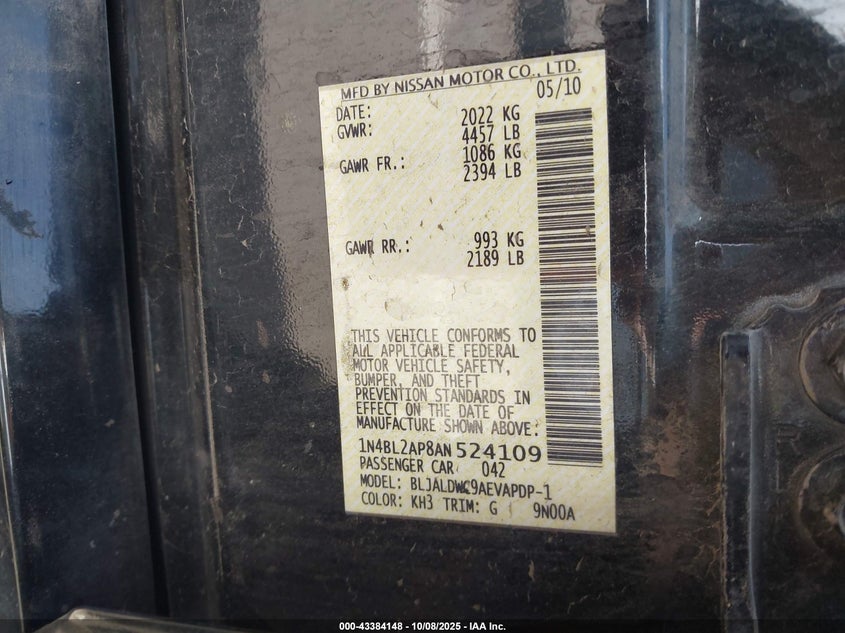 MFD BY NISSAN MOTOR CO., LTD.
DATE: 05/10
GVWR: 2022 KG
4457 LB
GAWR FR.: 1086 KG
2394 LB
GAWR RR.: 993 KG
2189 LB
THIS VEHICLE CONFORMS TO
ALL APPLICABLE FEDERAL
MOTOR VEHICLE SAFETY,
BUMPER, AND THEFT
PREVENTION STANDARDS IN
EFFECT ON THE DATE OF
MANUFACTURE SHOWN ABOVE.
1N4BL2AP8AN524109
PASSENGER CAR 042
MODEL: BLJALDWC9AEVAPDP-1
COLOR: KH3 TRIM: G 9N00A
000-43384148 - 10/08/2025 - IAA Inc.